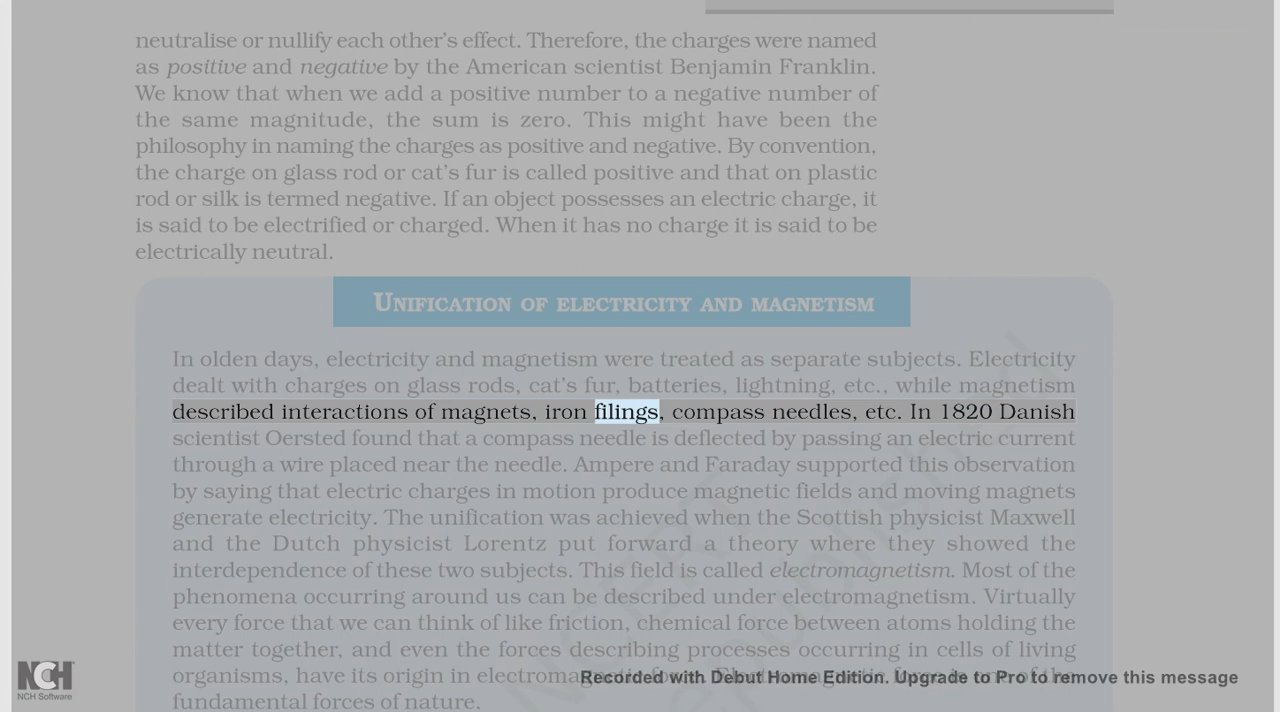 neutralise or nullify each other's effect. Therefore, the charges were named
as positive and negative by the American scientist Benjamin Franklin.
We know that when we add a positive number to a negative number of
the same magnitude, the sum is zero. This might have been the
philosophy in naming the charges as positive and negative. By convention,
the charge on glass rod or cat's fur is called positive and that on plastic
rod or silk is termed negative. If an object possesses an electric charge, it
is said to be electrified or charged. When it has no charge it is said to be
electrically neutral.
UNIFICATION OF ELECTRICITY AND MAGNETISM
In olden days, electricity and magnetism were treated as separate subjects. Electricity
dealt with charges on glass rods, cat's fur, batteries, lightning, etc., while magnetism
described interactions of magnets, iron filings, compass needles, etc. In 1820 Danish
scientist Oersted found that a compass needle is deflected by passing an electric current
through a wire placed near the needle. Ampere and Faraday supported this observation
by saying that electric charges in motion produce magnetic fields and moving magnets
generate electricity. The unification was achieved when the Scottish physicist Maxwell
and the Dutch physicist Lorentz put forward a theory where they showed the
interdependence of these two subjects. This field is called electromagnetism. Most of the
phenomena occurring around us can be described under electromagnetism. Virtually
every force that we can think of like friction, chemical force between atoms holding the
matter together, and even the forces describing processes occurring in cells of living
organisms, have its origin in
fundamental forces of nature.
NCH
NCH Software
Recorded with Debut Home Edition. Upgrade to Pro to remove this message